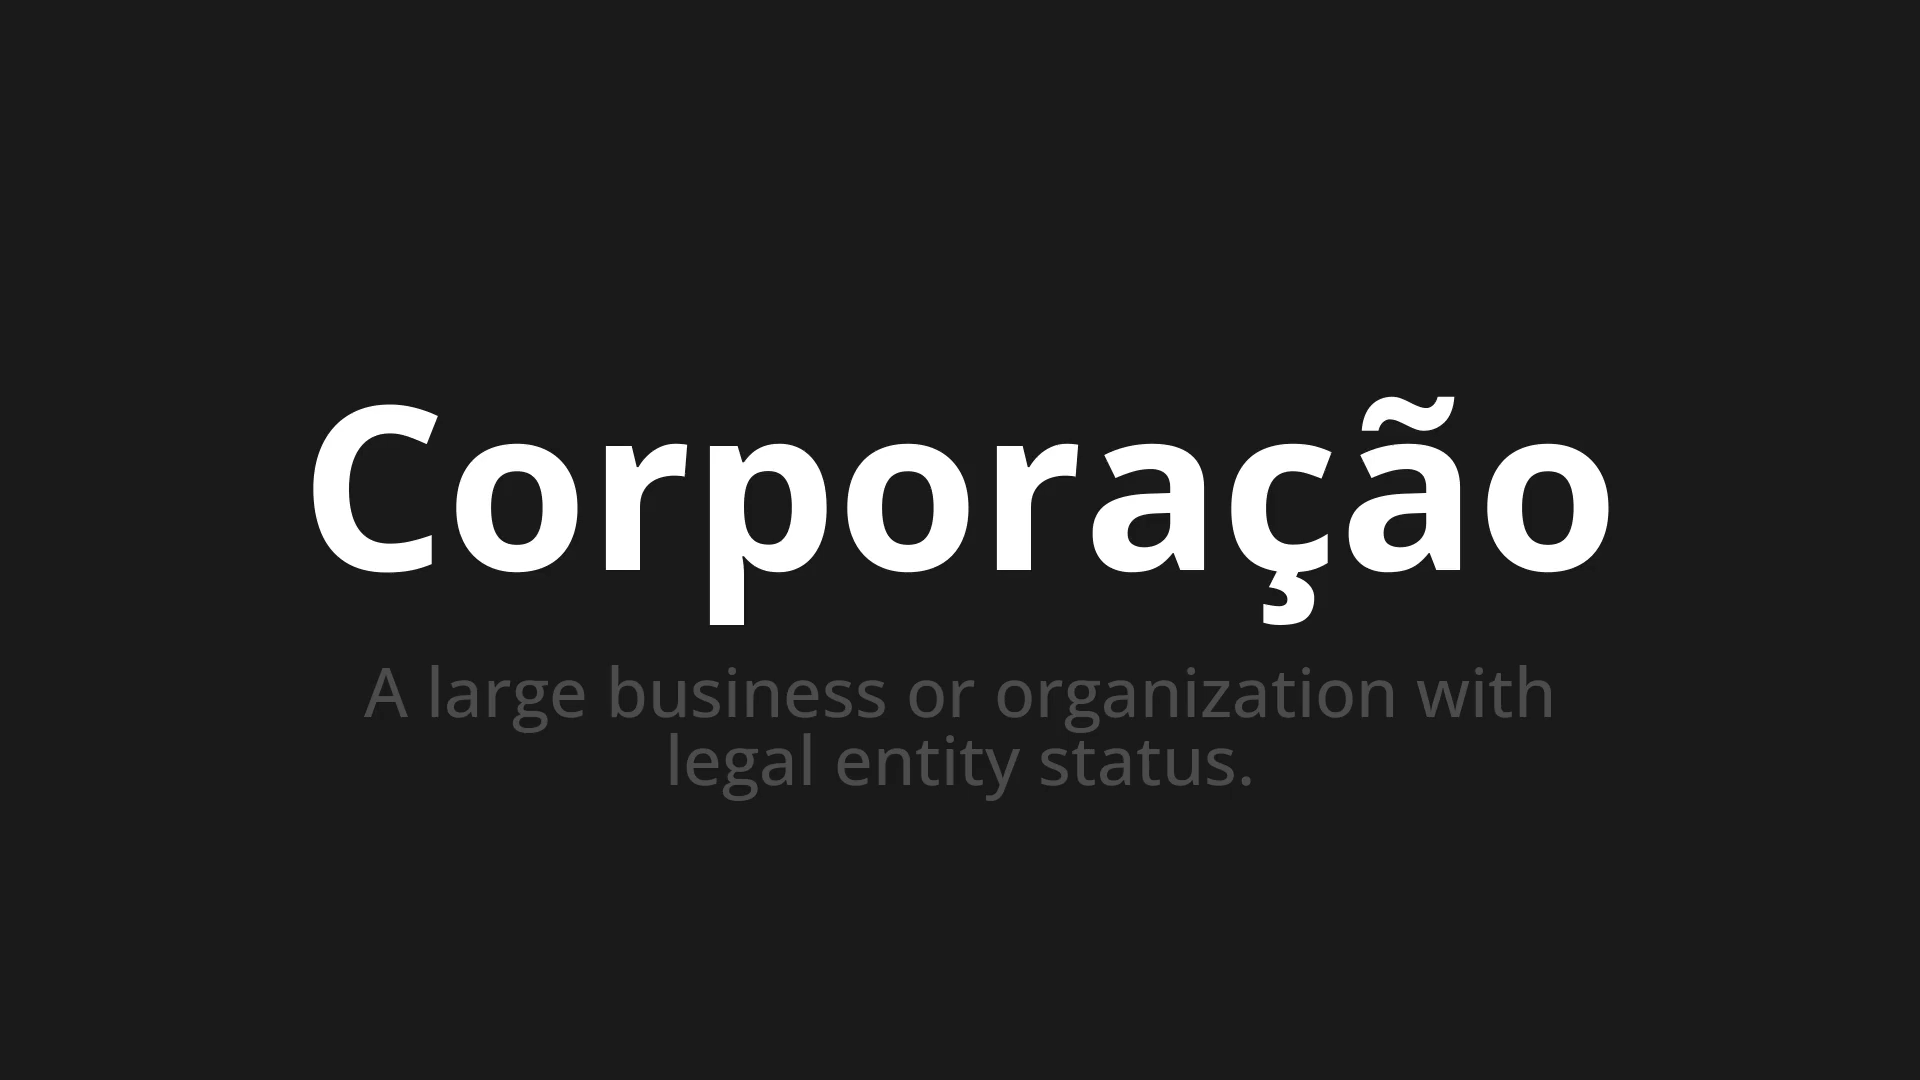 Corporação
A large business or organization with
legal entity status.